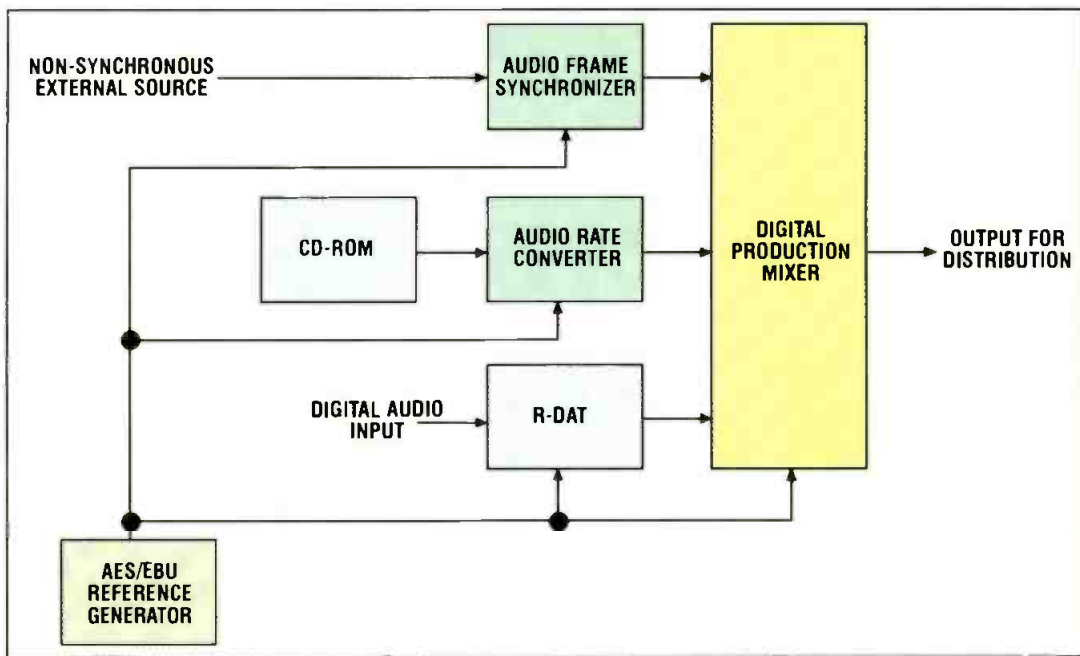 NON-SYNCHRONOUS
EXTERNAL SOURCE
AUDIO FRAME
SYNCHRONIZER
CD-ROM
AUDIO RATE
CONVERTER
DIGITAL
PRODUCTION
MIXER
OUTPUT FOR
DISTRIBUTION
DIGITAL AUDIO
INPUT
R-DAT
AES/EBU
REFERENCE
GENERATOR